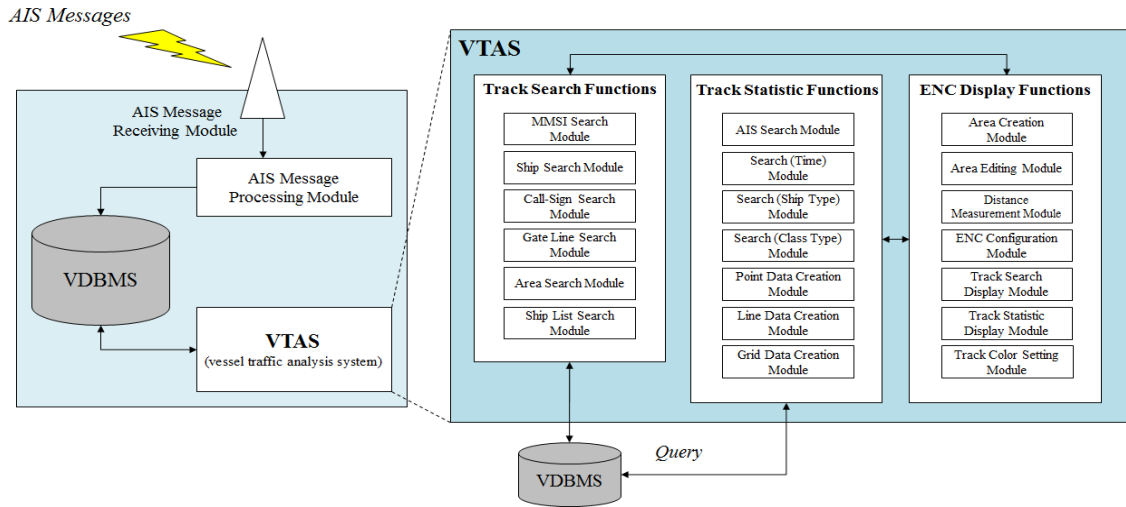 AIS Messages
AIS Message
Receiving Module
AIS Message
Processing Module
VDBMS
VTAS
(vessel traffic analysis system)
VTAS
Track Search Functions
MMSI Search
Module
Ship Search Module
Call-Sign Search
Module
Gate Line Search
Module
Area Search Module
Ship List Search
Module
Track Statistic Functions
AIS Search Module
Search (Time)
Module
Search (Ship Type)
Module
Search (Class Type)
Module
Point Data Creation
Module
Line Data Creation
Module
Grid Data Creation
Module
ENC Display Functions
Area Creation
Module
Area Editing Module
Distance
Measurement Module
ENC Configuration
Module
Track Search
Display Module
Track Statistic
Display Module
Track Color Setting
Module
Query
VDBMS